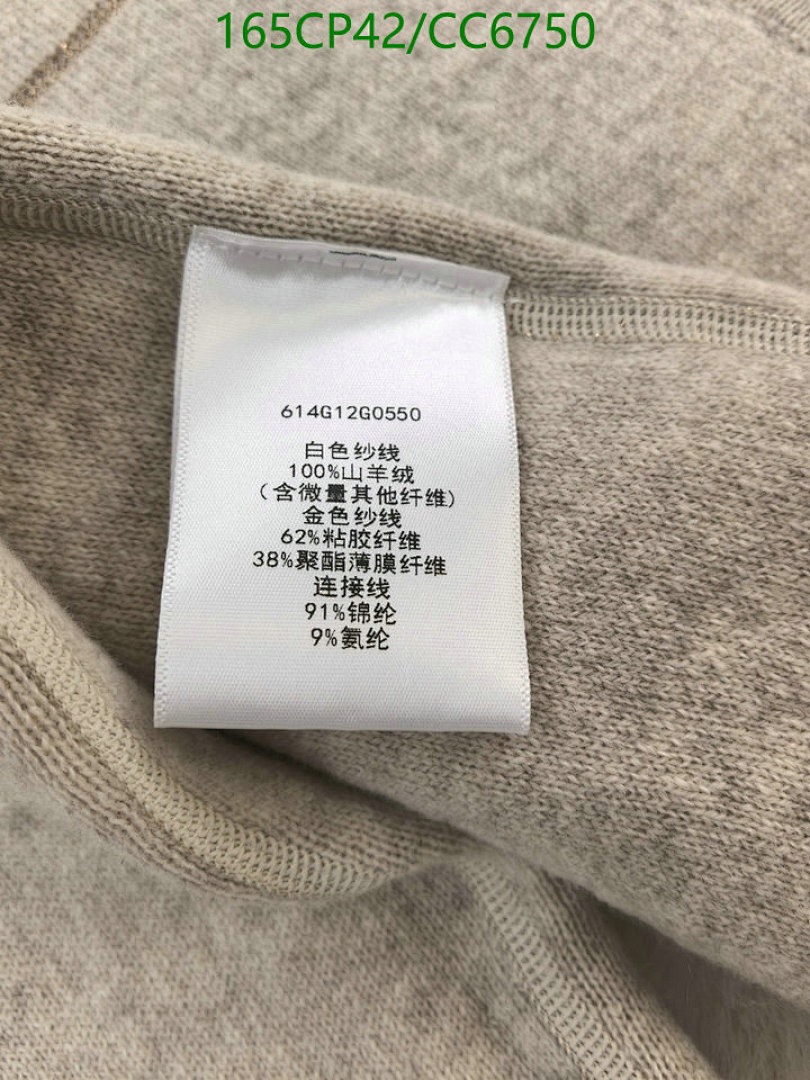 165CP42/CC6750
614G12G0550
白色纱线
100%山羊绒
（含微量其他纤维)
金色纱线
62%粘胶纤维
38%聚酯薄膜纤维
连接线
91%锦纶
9%氨纶